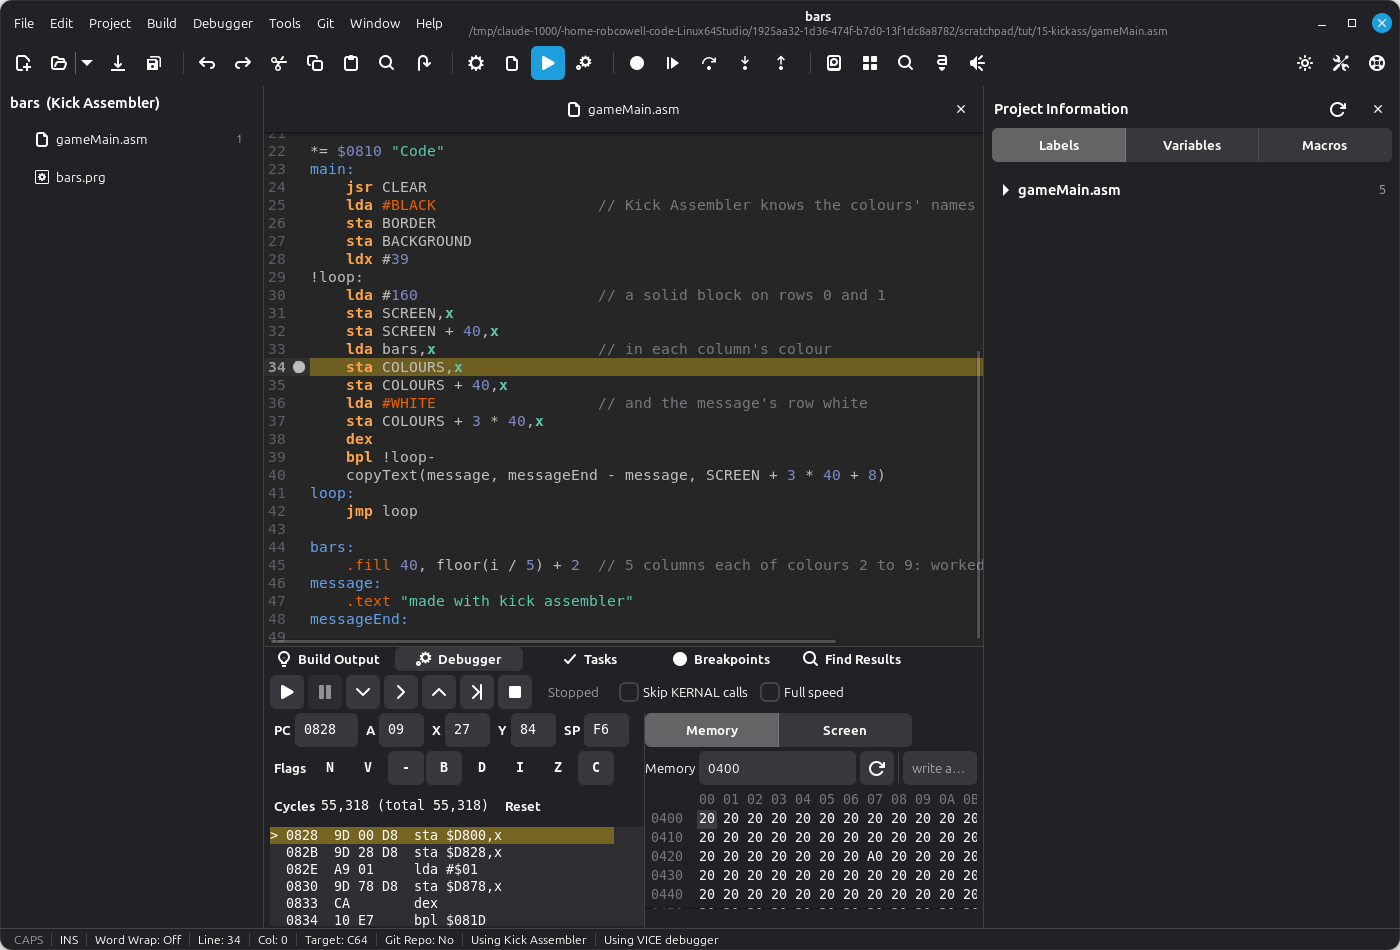 bars
File Edit Project Build Debugger Tools Git Window Help
/tmp/claude-1000/-home-robcowell-code-Linux64Studio/1925aa32-1d36-474f-b7d0-13f1dc8a8782/scratchpad/tut/15-kickass/gameMain.asm
bars (Kick Assembler)
gameMain.asm 1
bars.prg
gameMain.asm
21
22 *= $0810 "Code"
23 main:
24 jsr CLEAR
25 lda #BLACK // Kick Assembler knows the colours' names
26 sta BORDER
27 sta BACKGROUND
28 ldx #39
29 !loop:
30 lda #160 // a solid block on rows 0 and 1
31 sta SCREEN,x
32 sta SCREEN + 40,x
33 lda bars,x // in each column's colour
34 sta COLOURS,x
35 sta COLOURS + 40,x
36 lda #WHITE // and the message's row white
37 sta COLOURS + 3 * 40,x
38 dex
39 bpl !loop-
40 copyText(message, messageEnd - message, SCREEN + 3 * 40 + 8)
41 loop:
42 jmp loop
43
44 bars:
45 .fill 40, floor(i / 5) + 2 // 5 columns each of colours 2 to 9: worked
46 message:
47 .text "made with kick assembler"
48 messageEnd:
49
Project Information
Labels Variables Macros
gameMain.asm 5
Build Output Debugger Tasks Breakpoints Find Results
Stopped Skip KERNAL calls Full speed
PC 0828 A 09 X 27 Y 84 SP F6
Flags N V - B D I Z C
Cycles 55,318 (total 55,318) Reset
> 0828 9D 00 D8 sta $D800,x
082B 9D 28 D8 sta $D828,x
082E A9 01 lda #$01
0830 9D 78 D8 sta $D878,x
0833 CA dex
0834 10 E7 bpl $081D
Memory Screen
Memory 0400 write a...
00 01 02 03 04 05 06 07 08 09 0A 0B
0400 20 20 20 20 20 20 20 20 20 20 20 20
0410 20 20 20 20 20 20 20 20 20 20 20 20
0420 20 20 20 20 20 20 20 A0 20 20 20 20
0430 20 20 20 20 20 20 20 20 20 20 20 20
0440 20 20 20 20 20 20 20 20 20 20 20 20
CAPS INS Word Wrap: Off Line: 34 Col: 0 Target: C64 Git Repo: No Using Kick Assembler Using VICE debugger